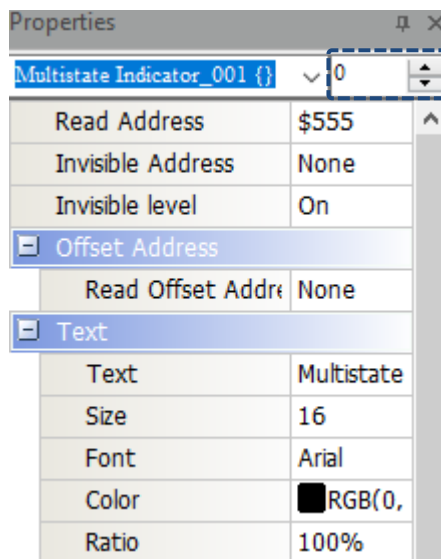 Properties
Multistate Indicator_001 {} 0
Read Address $555
Invisible Address None
Invisible level On
Offset Address
Read Offset Addre None
Text
Text Multistate
Size 16
Font Arial
Color RGB(0,
Ratio 100%